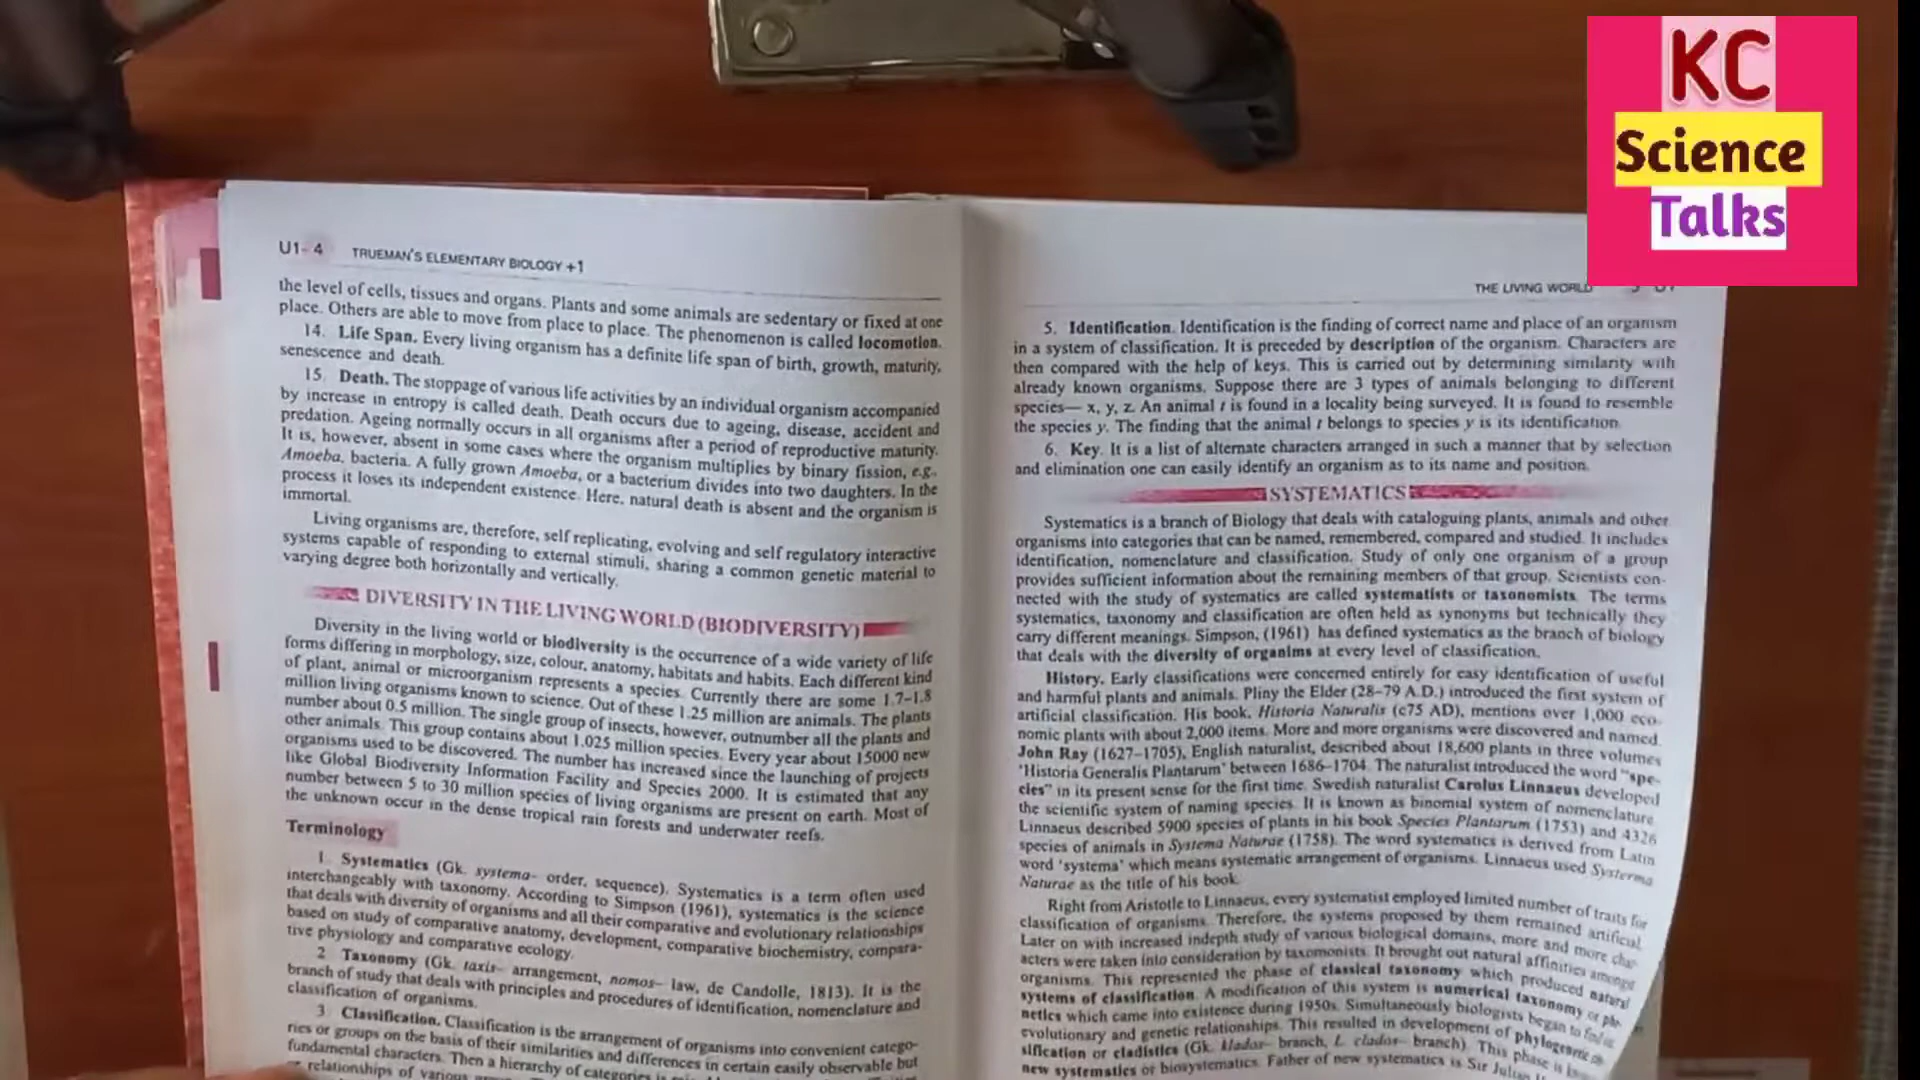 KC
Science
Talks
U1- 4 TRUEMAN'S ELEMENTARY BIOLOGY +1
the level of cells, tissues and organs. Plants and some animals are sedentary or fixed at one
place. Others are able to move from place to place. The phenomenon is called locomotion.
14. Life Span. Every living organism has a definite life span of birth, growth, maturity,
senescence and death.
15. Death. The stoppage of various life activities by an individual organism accompanied
by increase in entropy is called death. Death occurs due to ageing, disease, accident and
predation. Ageing normally occurs in all organisms after a period of reproductive maturity.
It is, however, absent in some cases where the organism multiplies by binary fission, e.g.,
Amoeba, bacteria. A fully grown Amoeba, or a bacterium divides into two daughters. In the
process it loses its independent existence. Here, natural death is absent and the organism is
immortal.
Living organisms are, therefore, self replicating, evolving and self regulatory interactive
systems capable of responding to external stimuli, sharing a common genetic material to
varying degree both horizontally and vertically.
DIVERSITY IN THE LIVING WORLD (BIODIVERSITY)
Diversity in the living world or biodiversity is the occurrence of a wide variety of life
forms differing in morphology, size, colour, anatomy, habitats and habits. Each different kind
of plant, animal or microorganism represents a species. Currently there are some 1.7–1.8
million living organisms known to science. Out of these 1.25 million are animals. The plants
number about 0.5 million. The single group of insects, however, outnumber all the plants and
other animals. This group contains about 1.025 million species. Every year about 15000 new
organisms used to be discovered. The number has increased since the launching of projects
like Global Biodiversity Information Facility and Species 2000. It is estimated that any
number between 5 to 30 million species of living organisms are present on earth. Most of
the unknown occur in the dense tropical rain forests and underwater reefs.
Terminology
1. Systematics (Gk. systema- order, sequence). Systematics is a term often used
interchangeably with taxonomy. According to Simpson (1961), systematics is the science
that deals with diversity of organisms and all their comparative and evolutionary relationships
based on study of comparative anatomy, development, comparative biochemistry, compara-
tive physiology and comparative ecology.
2 Taxonomy (Gk. taxis- arrangement, nomos- law, de Candolle, 1813). It is the
branch of study that deals with principles and procedures of identification, nomenclature and
classification of organisms.
3 Classification. Classification is the arrangement of organisms into convenient catego-
ries or groups on the basis of their similarities and differences in certain easily observable but
fundamental characters. Then a hierarchy of categories is
relationships of various
THE LIVING WORLD
5. Identification. Identification is the finding of correct name and place of an organism
in a system of classification. It is preceded by description of the organism. Characters are
then compared with the help of keys. This is carried out by determining similarity with
already known organisms. Suppose there are 3 types of animals belonging to different
species— x, y, z. An animal t is found in a locality being surveyed. It is found to resemble
the species y. The finding that the animal t belongs to species y is its identification.
6. Key. It is a list of alternate characters arranged in such a manner that by selection
and elimination one can easily identify an organism as to its name and position.
SYSTEMATICS
Systematics is a branch of Biology that deals with cataloguing plants, animals and other
organisms into categories that can be named, remembered, compared and studied. It includes
identification, nomenclature and classification. Study of only one organism of a group
provides sufficient information about the remaining members of that group. Scientists con-
nected with the study of systematics are called systematists or taxonomists. The terms
systematics, taxonomy and classification are often held as synonyms but technically they
carry different meanings. Simpson, (1961) has defined systematics as the branch of biology
that deals with the diversity of organims at every level of classification.
History. Early classifications were concerned entirely for easy identification of useful
and harmful plants and animals. Pliny the Elder (28–79 A.D.) introduced the first system of
artificial classification. His book, Historia Naturalis (c75 AD), mentions over 1,000 eco-
nomic plants with about 2,000 items. More and more organisms were discovered and named.
John Ray (1627–1705), English naturalist, described about 18,600 plants in three volumes
'Historia Generalis Plantarum' between 1686–1704. The naturalist introduced the word "spe-
cies" in its present sense for the first time. Swedish naturalist Carolus Linnaeus developed
the scientific system of naming species. It is known as binomial system of nomenclature.
Linnaeus described 5900 species of plants in his book Species Plantarum (1753) and 4326
species of animals in Systema Naturae (1758). The word systematics is derived from Latin
word 'systema' which means systematic arrangement of organisms. Linnaeus used Systerma
Naturae as the title of his book.
Right from Aristotle to Linnaeus, every systematist employed limited number of traits for
classification of organisms. Therefore, the systems proposed by them remained artificial.
Later on with increased indepth study of various biological domains, more and more char-
acters were taken into consideration by taxomonists. It brought out natural affinities amongst
organisms. This represented the phase of classical taxonomy which produced natural
systems of classification. A modification of this system is numerical taxonomy or phe-
netics which came into existence during 1950s. Simultaneously biologists began to find
evolutionary and genetic relationships. This resulted in development of phylogenetic
sification or cladistics (Gk. klados- branch, L. clados- branch). This phase is
new systematics or biosystematics. Father of new systematics is Sir Julian